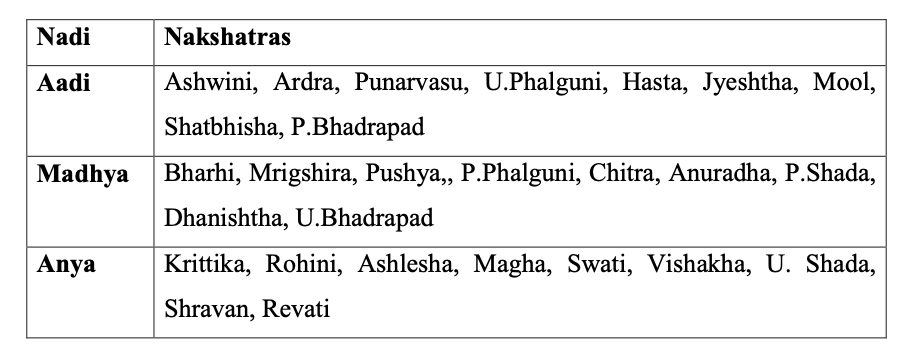 Nadi Nakshatras
Aadi Ashwini, Ardra, Punarvasu, U.Phalguni, Hasta, Jyeshtha, Mool,
Shatbhisha, P.Bhadrapad
Madhya Bharhi, Mrigshira, Pushya,, P.Phalguni, Chitra, Anuradha, P.Shada,
Dhanishtha, U.Bhadrapad
Anya Krittika, Rohini, Ashlesha, Magha, Swati, Vishakha, U. Shada,
Shravan, Revati